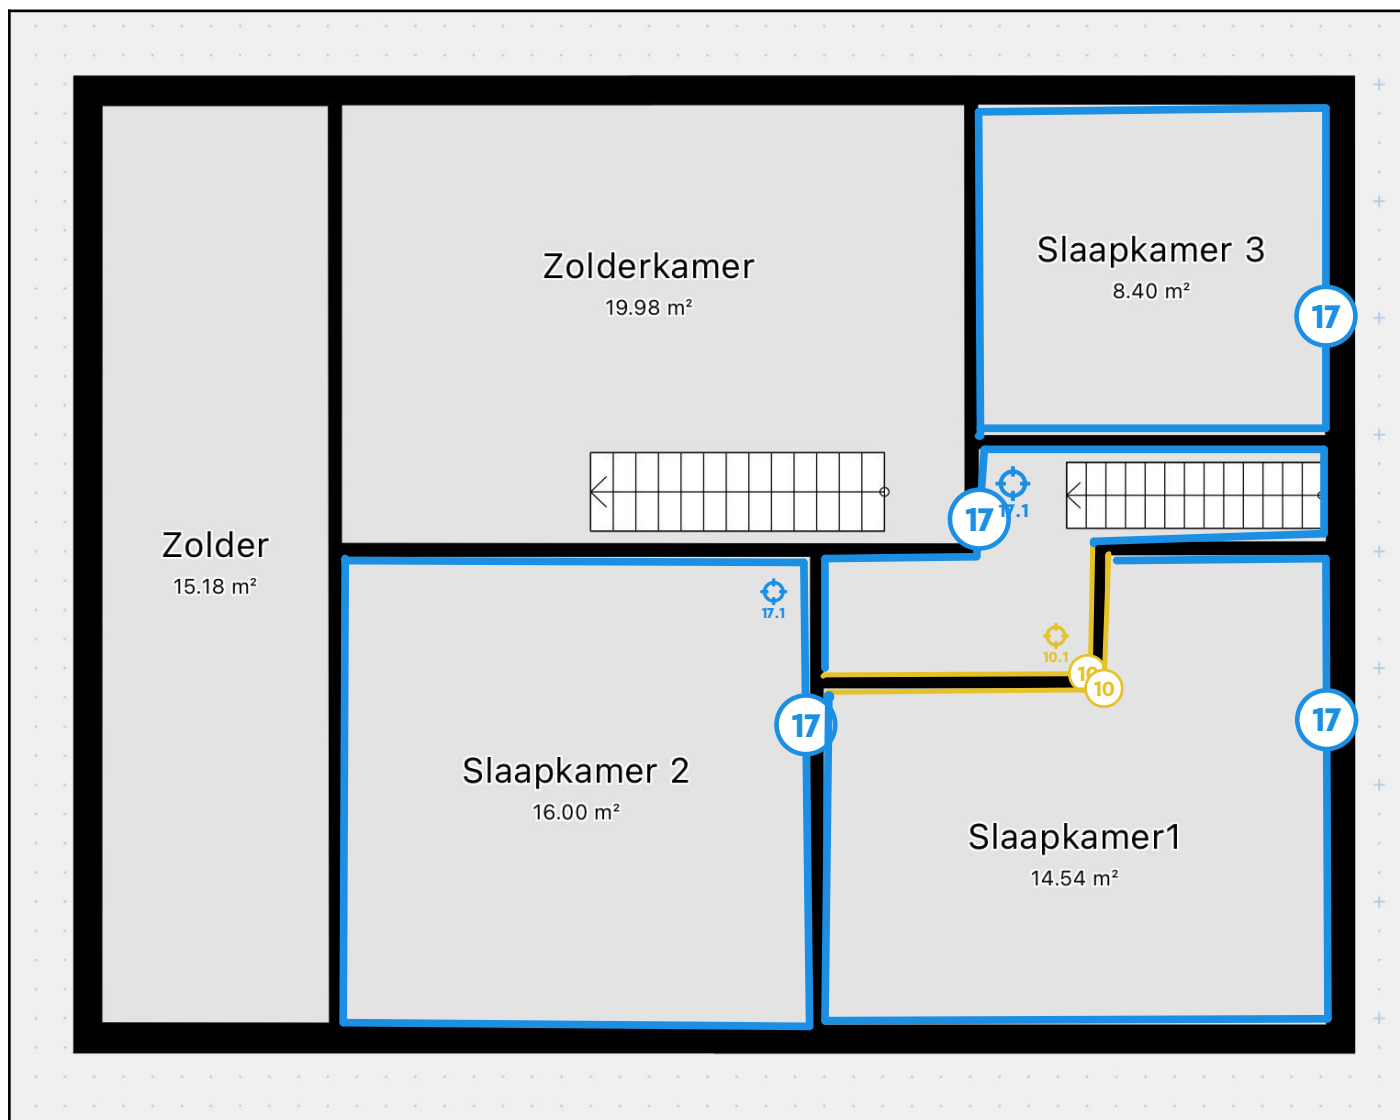 Zolderkamer
19.98 m²
Slaapkamer 3
8.40 m²
17
17
17.1
Zolder
15.18 m²
17.1
10.1
10
10
17
17
Slaapkamer 2
16.00 m²
Slaapkamer1
14.54 m²